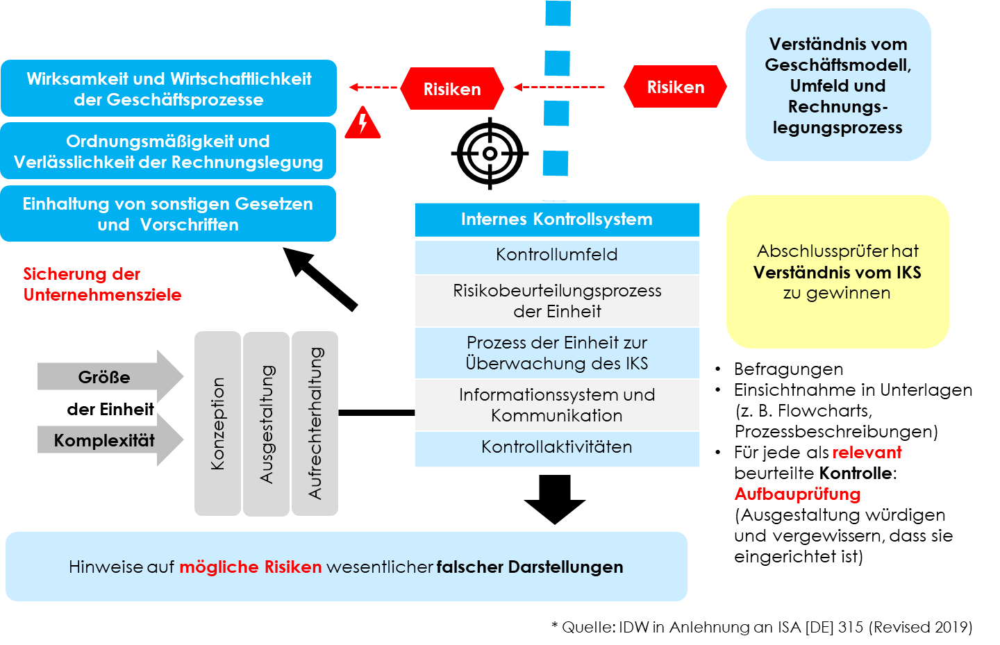 Verständnis vom
Geschäftsmodell,
Umfeld und
Rechnungs-
legungsprozess
Risiken
Risiken
Wirksamkeit und Wirtschaftlichkeit
der Geschäftsprozesse
Ordnungsmäßigkeit und
Verlässlichkeit der Rechnungslegung
Einhaltung von sonstigen Gesetzen
und Vorschriften
Sicherung der
Unternehmensziele
Größe
der Einheit
Komplexität
Konzeption
Ausgestaltung
Aufrechterhaltung
Internes Kontrollsystem
Kontrollumfeld
Risikobeurteilungsprozess
der Einheit
Prozess der Einheit zur
Überwachung des IKS
Informationssystem und
Kommunikation
Kontrollaktivitäten
Abschlussprüfer hat
Verständnis vom IKS
zu gewinnen
• Befragungen
• Einsichtnahme in Unterlagen
(z. B. Flowcharts,
Prozessbeschreibungen)
• Für jede als relevant
beurteilte Kontrolle:
Aufbauprüfung
(Ausgestaltung würdigen
und vergewissern, dass sie
eingerichtet ist)
Hinweise auf mögliche Risiken wesentlicher falscher Darstellungen
* Quelle: IDW in Anlehnung an ISA [DE] 315 (Revised 2019)